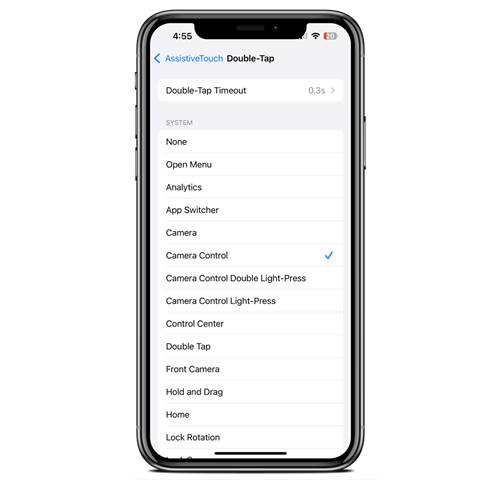 4:55
20
AssistiveTouch Double-Tap
Double-Tap Timeout 0.3s
SYSTEM
None
Open Menu
Analytics
App Switcher
Camera
Camera Control
Camera Control Double Light-Press
Camera Control Light-Press
Control Center
Double Tap
Front Camera
Hold and Drag
Home
Lock Rotation